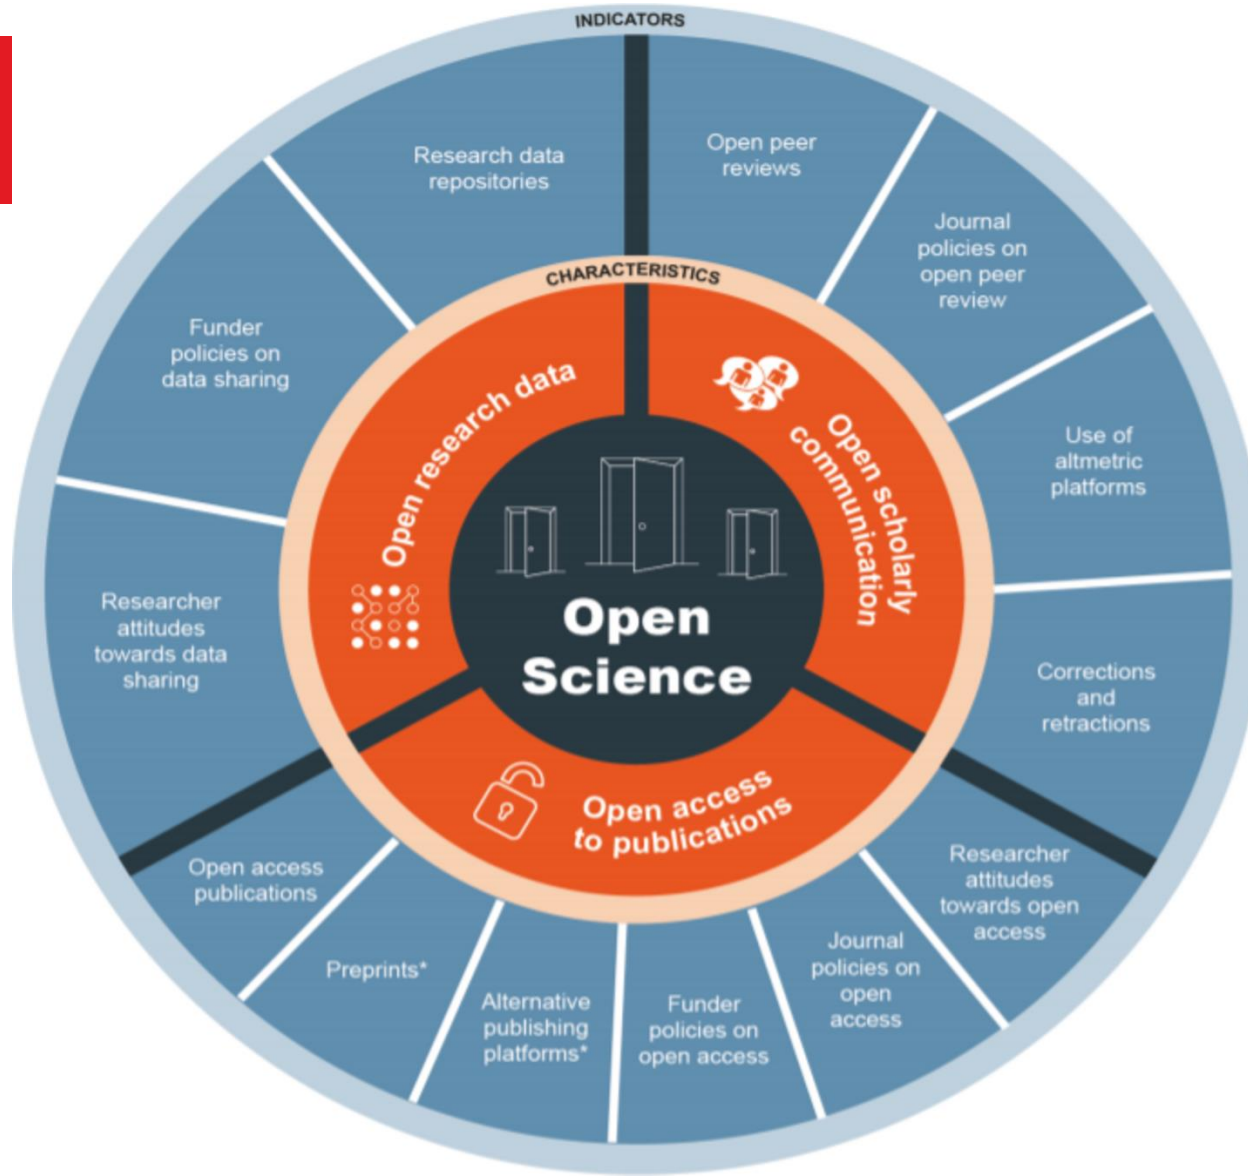 INDICATORS
Research data
repositories
Open peer
reviews
Journal
policies on
open peer
review
Use of
altmetric
platforms
Corrections
and
retractions
Researcher
attitudes
towards open
access
Journal
policies on
open
access
Funder
policies on
open access
Alternative
publishing
platforms*
Preprints*
Open access
publications
Researcher
attitudes
towards data
sharing
Funder
policies on
data sharing
CHARACTERISTICS
Open research data
Open scholarly
communication
Open access
to publications
Open
Science